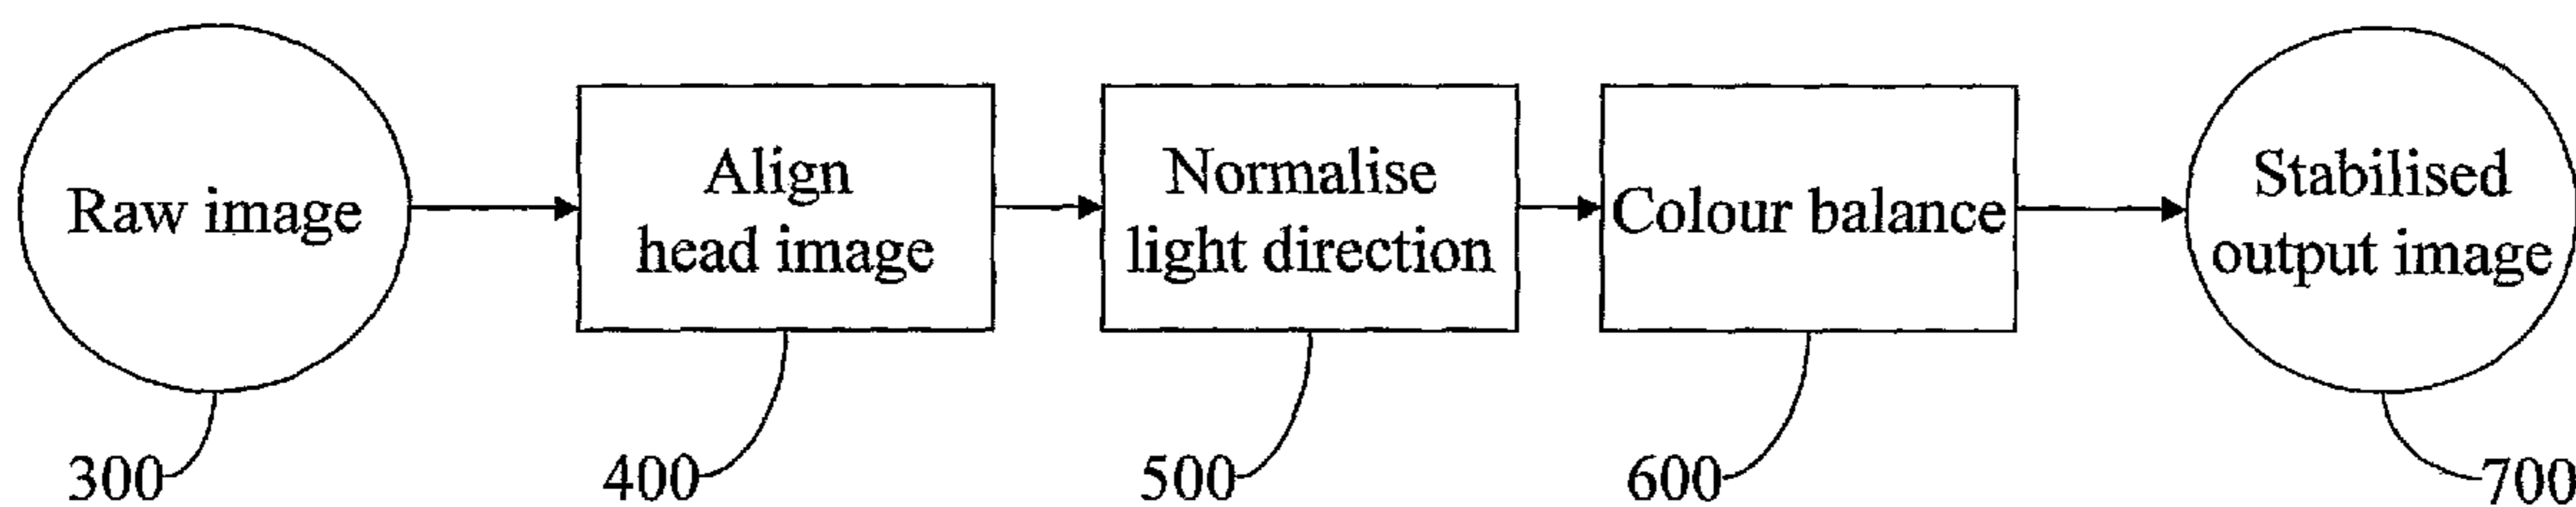 Raw image
Align
head image
Normalise
light direction
Colour balance
Stabilised
output image
300
400
500
600
700